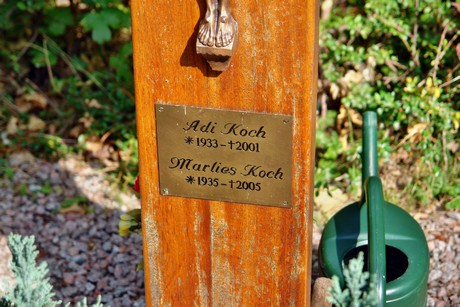 Adi Koch
*1933-†2001
Marlies Koch
*1935-†2005